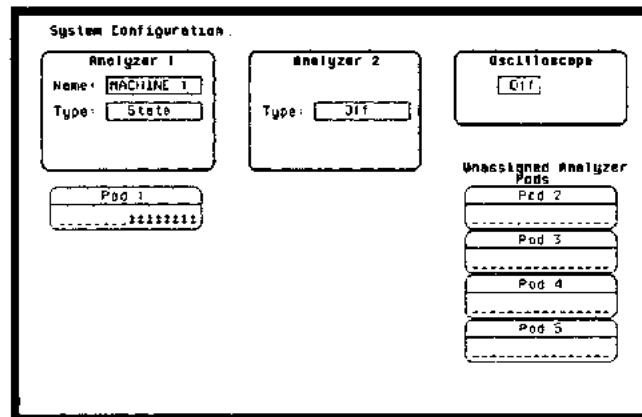 System Configuration
Analyzer 1
Name: MACHINE 1
Type: State
Analyzer 2
Type: Off
Oscilloscope
Off
Pod 1
Unassigned Analyzer
Pods
Pod 2
Pod 3
Pod 4
Pod 5